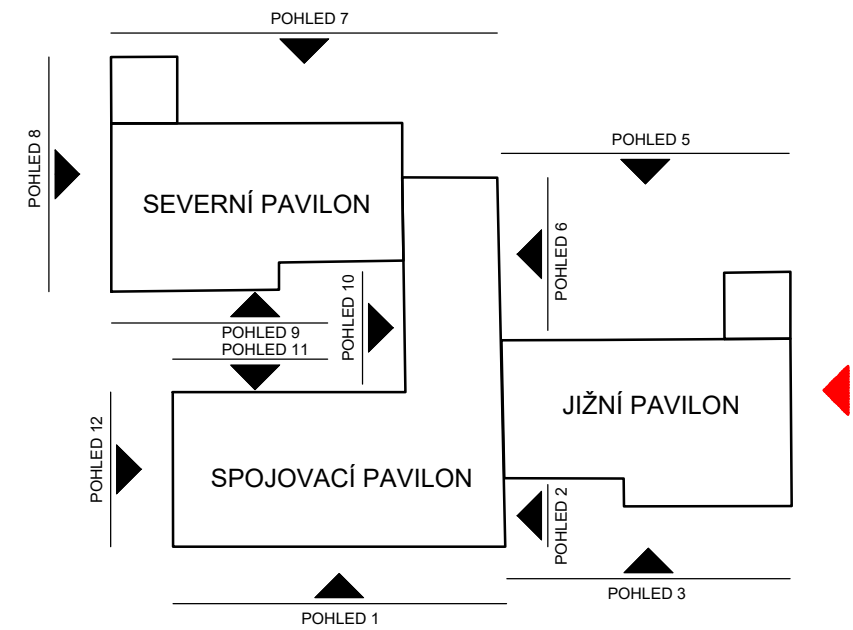 POHLED 7
POHLED 8
POHLED 5
SEVERNÍ PAVILON
POHLED 6
POHLED 10
POHLED 9
POHLED 11
JIŽNÍ PAVILON
POHLED 12
SPOJOVACÍ PAVILON
POHLED 2
POHLED 3
POHLED 1